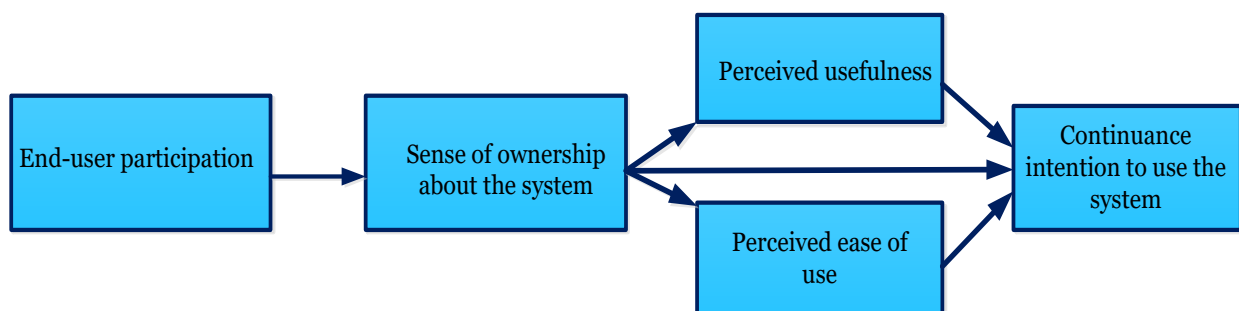 End-user participation
Sense of ownership
about the system
Perceived usefulness
Perceived ease of
use
Continuance
intention to use the
system